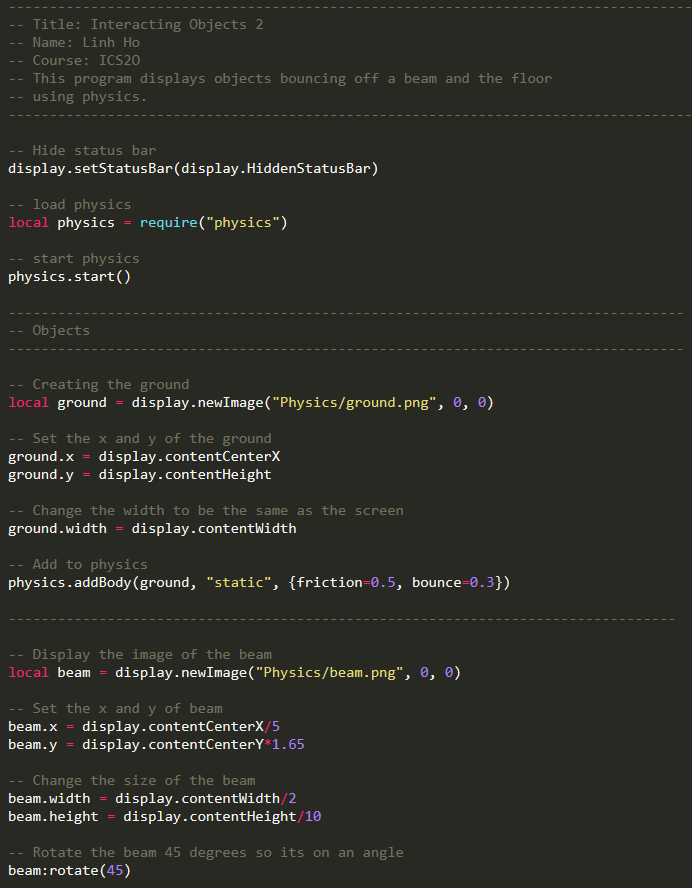 -----------------------------------------------------------------------------------
-- Title: Interacting Objects 2
-- Name: Linh Ho
-- Course: ICS2O
-- This program displays objects bouncing off a beam and the floor
-- using physics.
-----------------------------------------------------------------------------------
-- Hide status bar
display.setStatusBar(display.HiddenStatusBar)
-- load physics
local physics = require("physics")
-- start physics
physics.start()
----------------------------------------------------------------------------------
-- Objects
----------------------------------------------------------------------------------
-- Creating the ground
local ground = display.newImage("Physics/ground.png", 0, 0)
-- Set the x and y of the ground
ground.x = display.contentCenterX
ground.y = display.contentHeight
-- Change the width to be the same as the screen
ground.width = display.contentWidth
-- Add to physics
physics.addBody(ground, "static", {friction=0.5, bounce=0.3})
---------------------------------------------------------------------------------
-- Display the image of the beam
local beam = display.newImage("Physics/beam.png", 0, 0)
-- Set the x and y of beam
beam.x = display.contentCenterX/5
beam.y = display.contentCenterY*1.65
-- Change the size of the beam
beam.width = display.contentWidth/2
beam.height = display.contentHeight/10
-- Rotate the beam 45 degrees so its on an angle
beam:rotate(45)